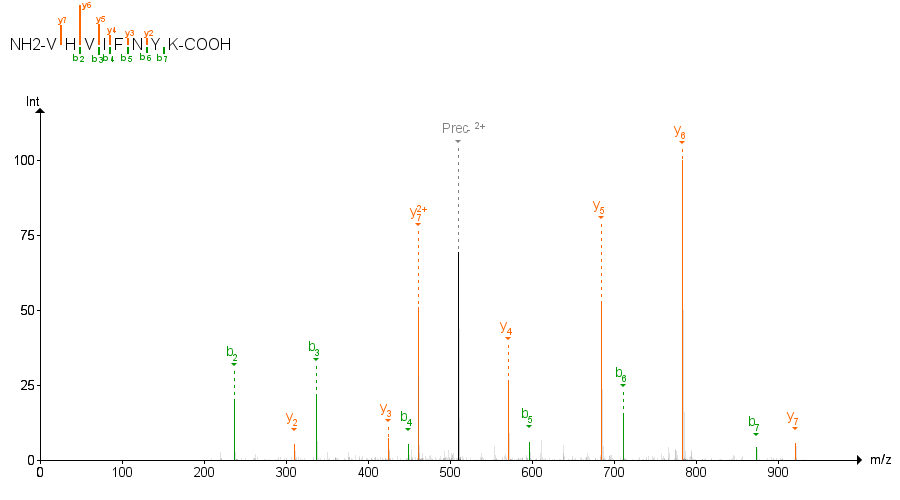 y7 y6 y5 y4 y3 y2
NH2-V H V I F N Y K-COOH
b2 b3 b4 b5 b6 b7
Int
Prec 2+
y6
y7 2+
y5
y4
b2
b3
b6
y2
y3
b4
b5
b7
y7
100
75
50
25
0
0 100 200 300 400 500 600 700 800 900 m/z